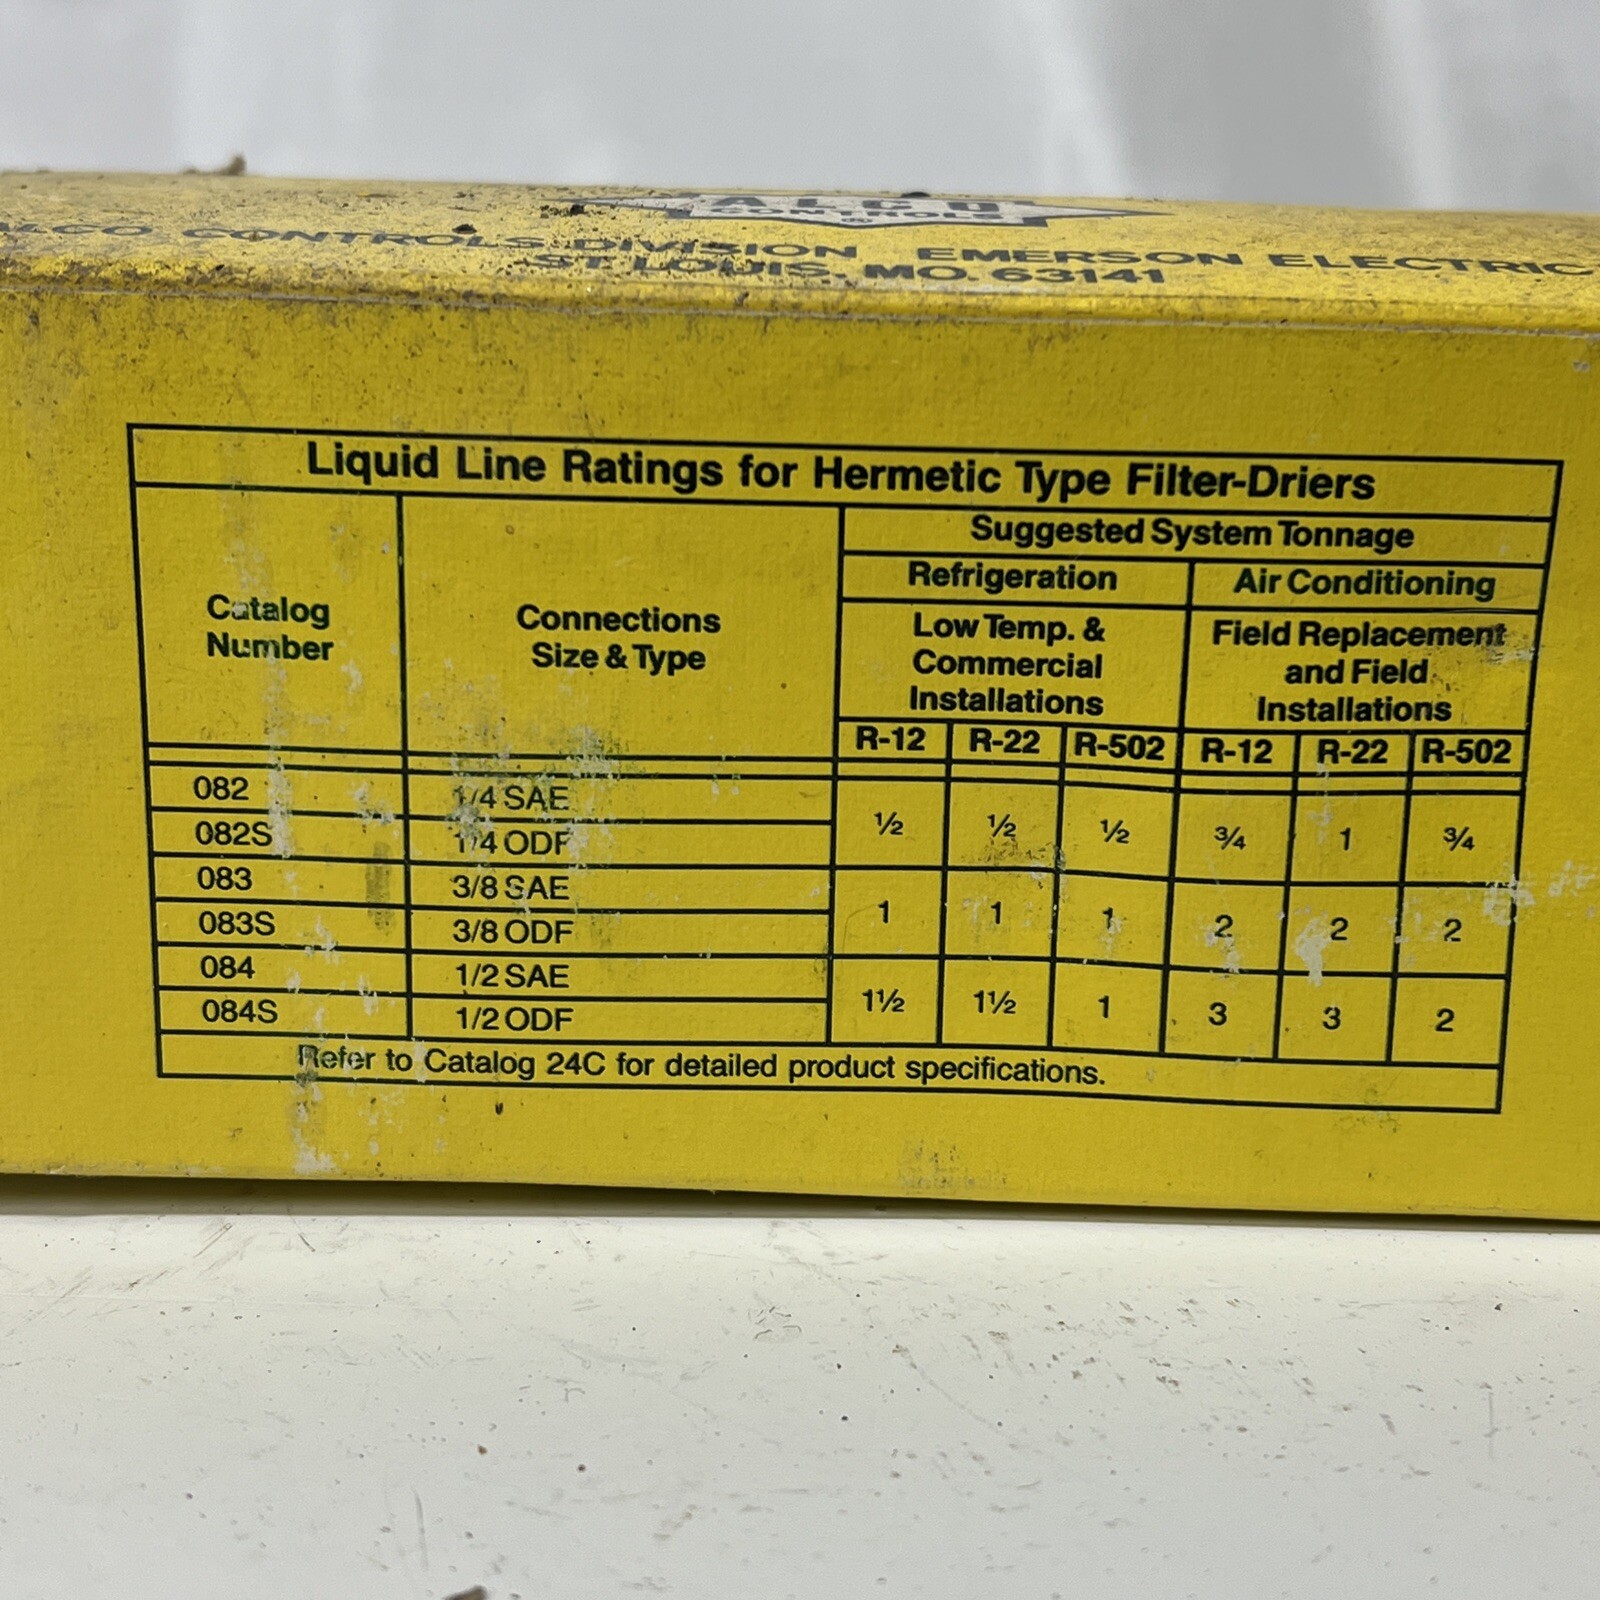 ALCO
CONTROLS
®
ALCO CONTROLS DIVISION EMERSON ELECTRIC
ST. LOUIS, MO. 63141
Liquid Line Ratings for Hermetic Type Filter-Driers
Catalog
Number
Connections
Size & Type
Suggested System Tonnage
Refrigeration Air Conditioning
Low Temp. &
Commercial
Installations
Field Replacement
and Field
Installations
R-12 R-22 R-502 R-12 R-22 R-502
082 1/4 SAE
082S 1/4 ODF
½ ½ ½ ¾ 1 ¾
083 3/8 SAE
083S 3/8 ODF
1 1 1 2 2 2
084 1/2 SAE
084S 1/2 ODF
1½ 1½ 1 3 3 2
Refer to Catalog 24C for detailed product specifications.